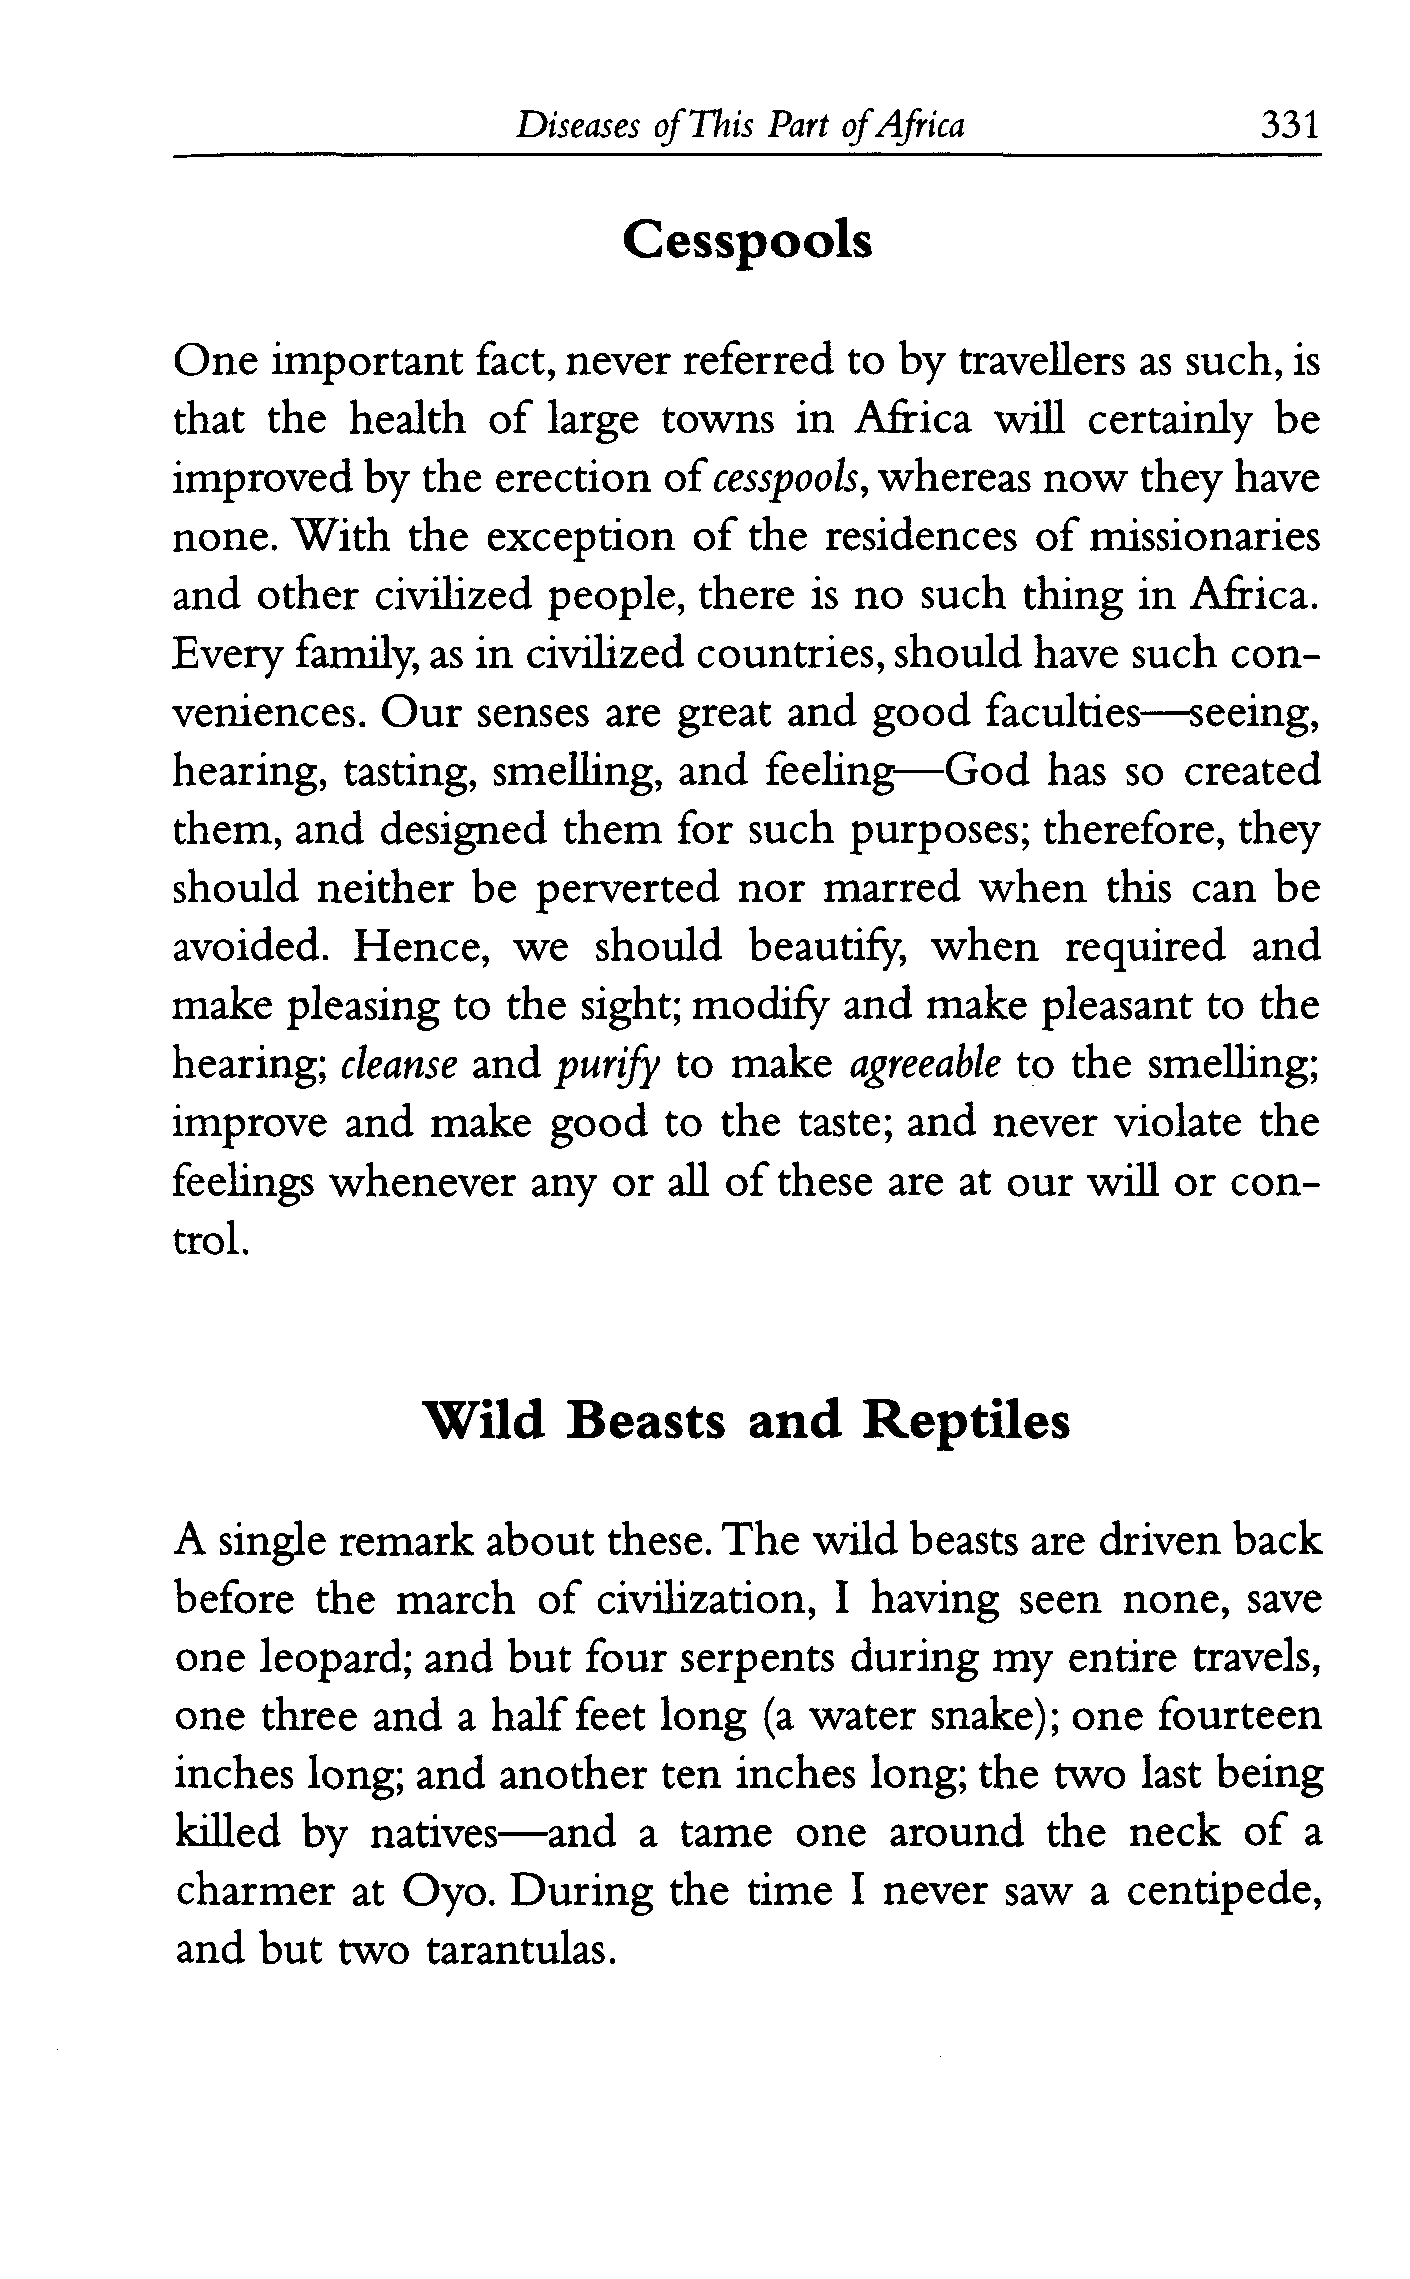 Diseases of This Part of Africa 331
Cesspools
One important fact, never referred to by travellers as such, is
that the health of large towns in Africa will certainly be
improved by the erection of cesspools, whereas now they have
none. With the exception of the residences of missionaries
and other civilized people, there is no such thing in Africa.
Every family, as in civilized countries, should have such con-
veniences. Our senses are great and good faculties—seeing,
hearing, tasting, smelling, and feeling—God has so created
them, and designed them for such purposes; therefore, they
should neither be perverted nor marred when this can be
avoided. Hence, we should beautify, when required and
make pleasing to the sight; modify and make pleasant to the
hearing; cleanse and purify to make agreeable to the smelling;
improve and make good to the taste; and never violate the
feelings whenever any or all of these are at our will or con-
trol.
Wild Beasts and Reptiles
A single remark about these. The wild beasts are driven back
before the march of civilization, I having seen none, save
one leopard; and but four serpents during my entire travels,
one three and a half feet long (a water snake); one fourteen
inches long; and another ten inches long; the two last being
killed by natives—and a tame one around the neck of a
charmer at Oyo. During the time I never saw a centipede,
and but two tarantulas.